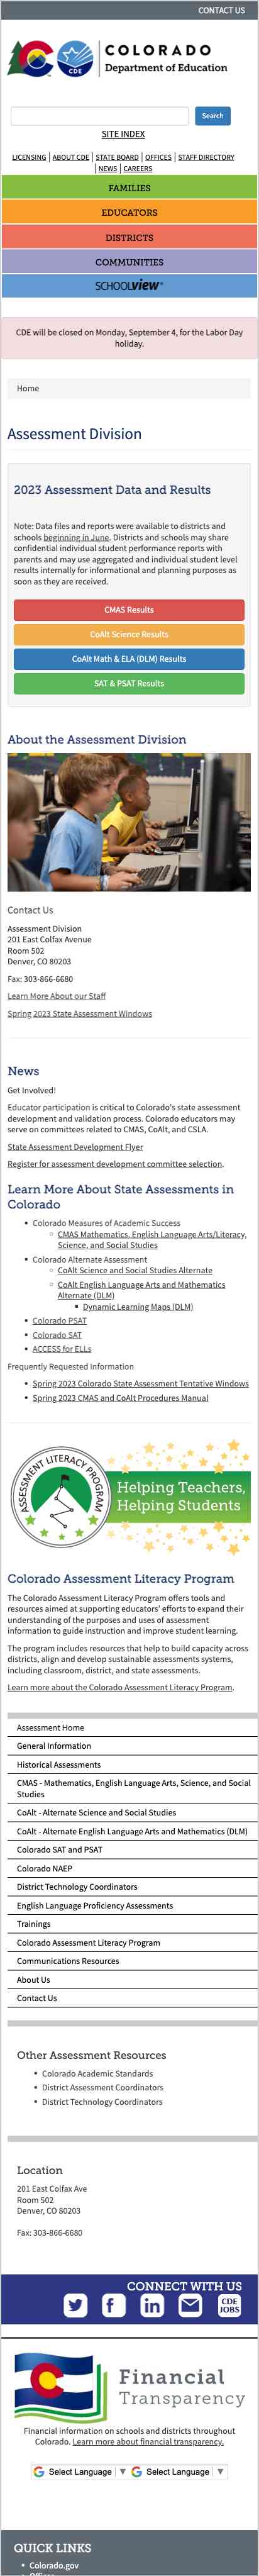 CONTACT US
COLORADO
Department of Education
CDE
Search
SITE INDEX
LICENSING | ABOUT CDE | STATE BOARD | OFFICES | STAFF DIRECTORY
| NEWS | CAREERS
FAMILIES
EDUCATORS
DISTRICTS
COMMUNITIES
SCHOOLVIEW®
CDE will be closed on Monday, September 4, for the Labor Day
holiday.
Home
Assessment Division
2023 Assessment Data and Results
Note: Data files and reports were available to districts and
schools beginning in June. Districts and schools may share
confidential individual student performance reports with
parents and may use aggregated and individual student level
results internally for informational and planning purposes as
soon as they are received.
CMAS Results
CoAlt Science Results
CoAlt Math & ELA (DLM) Results
SAT & PSAT Results
About the Assessment Division
Contact Us
Assessment Division
201 East Colfax Avenue
Room 502
Denver, CO 80203
Fax: 303-866-6680
Learn More About our Staff
Spring 2023 State Assessment Windows
News
Get Involved!
Educator participation is critical to Colorado's state assessment
development and validation process. Colorado educators may
serve on committees related to CMAS, CoAlt, and CSLA.
State Assessment Development Flyer
Register for assessment development committee selection.
Learn More About State Assessments in
Colorado
• Colorado Measures of Academic Success
◦ CMAS Mathematics, English Language Arts/Literacy,
Science, and Social Studies
• Colorado Alternate Assessment
◦ CoAlt Science and Social Studies Alternate
◦ CoAlt English Language Arts and Mathematics
Alternate (DLM)
▪ Dynamic Learning Maps (DLM)
• Colorado PSAT
• Colorado SAT
• ACCESS for ELLs
Frequently Requested Information
• Spring 2023 Colorado State Assessment Tentative Windows
• Spring 2023 CMAS and CoAlt Procedures Manual
ASSESSMENT LITERACY PROGRAM
Helping Teachers,
Helping Students
Colorado Assessment Literacy Program
The Colorado Assessment Literacy Program offers tools and
resources aimed at supporting educators' efforts to expand their
understanding of the purposes and uses of assessment
information to guide instruction and improve student learning.
The program includes resources that help to build capacity across
districts, align and develop sustainable assessments systems,
including classroom, district, and state assessments.
Learn more about the Colorado Assessment Literacy Program.
Assessment Home
General Information
Historical Assessments
CMAS - Mathematics, English Language Arts, Science, and Social
Studies
CoAlt - Alternate Science and Social Studies
CoAlt - Alternate English Language Arts and Mathematics (DLM)
Colorado SAT and PSAT
Colorado NAEP
District Technology Coordinators
English Language Proficiency Assessments
Trainings
Colorado Assessment Literacy Program
Communications Resources
About Us
Contact Us
Other Assessment Resources
• Colorado Academic Standards
• District Assessment Coordinators
• District Technology Coordinators
Location
201 East Colfax Ave
Room 502
Denver, CO 80203
Fax: 303-866-6680
CONNECT WITH US
CDE
JOBS
Financial
Transparency
Financial information on schools and districts throughout
Colorado. Learn more about financial transparency.
Select Language | ▼ Select Language | ▼
QUICK LINKS
• Colorado.gov
• Offices